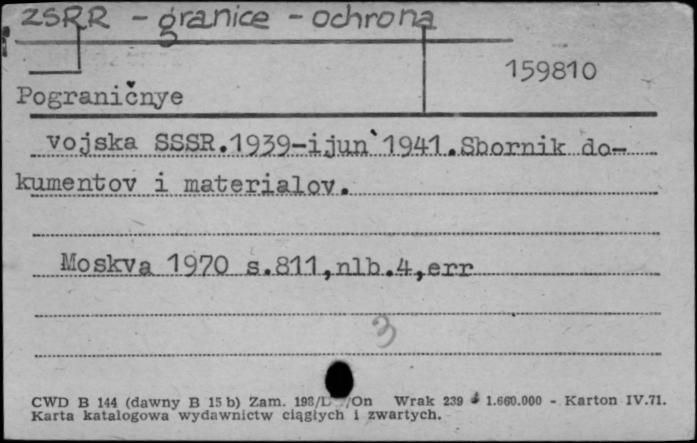 ZSRR - granice - ochrona
159810
Pograničnye
vojska SSSR.1939-ijun`1941.Sbornik do-
kumentov i materialov.
Moskva 1970 s.811,nlb.4,err
3
CWD B 144 (dawny B 15 b) Zam. 198/L /On Wrak 239 1.660.000 - Karton IV.71.
Karta katalogowa wydawnictw ciągłych i zwartych.